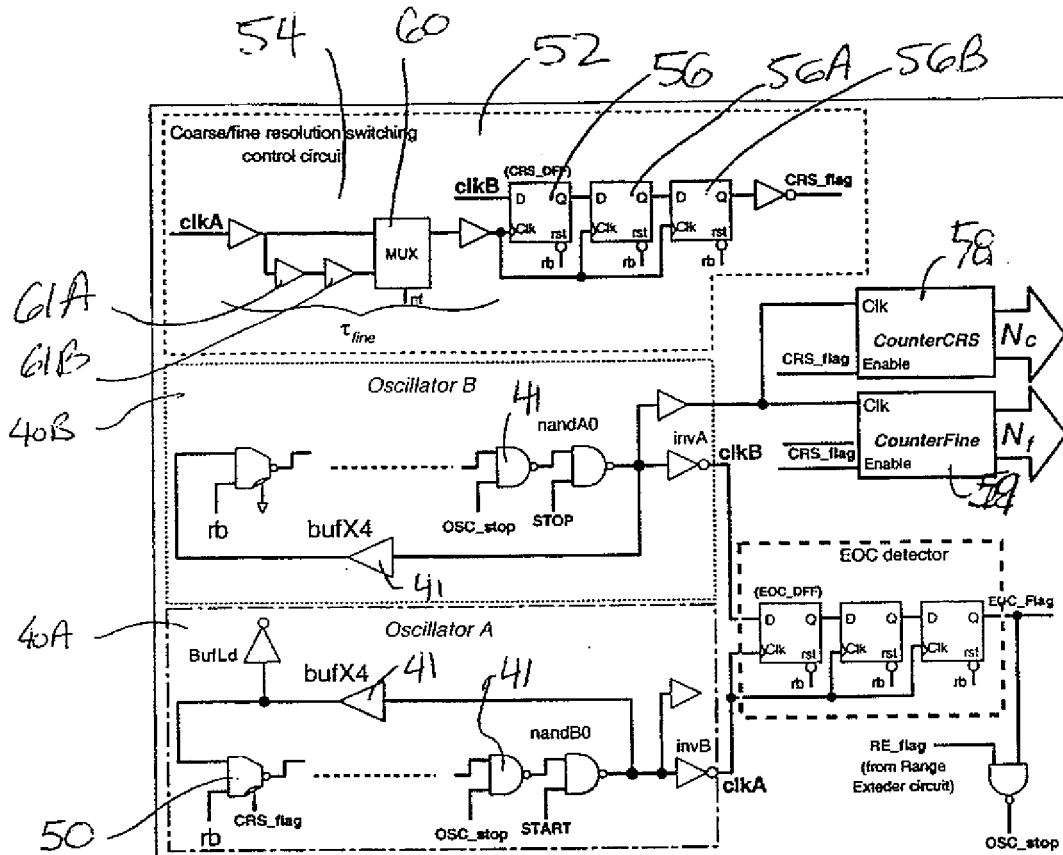 54
60
52
56
56A
56B
Coarse/fine resolution switching
control circuit
clkB
(CRS_DFF)
D Q
Clk
rst
rb
D Q
Clk
rst
rb
D Q
Clk
rst
rb
CRS_flag
clkA
MUX
τfine
61A
61B
59
Clk
CounterCRS
Nc
CRS_flag
Enable
Oscillator B
40B
41
nandA0
invA
clkB
Clk
CounterFine
Nf
CRS_flag
Enable
59
rb
OSC_stop
STOP
bufX4
41
EOC detector
(EOC_DFF)
D Q
Clk
rst
rb
D Q
Clk
rst
rb
D Q
Clk
rst
rb
EOC_Flag
40A
Oscillator A
BufLd
bufX4
41
41
nandB0
invB
clkA
RE_flag
(from Range
Exteder circuit)
50
rb
CRS_flag
OSC_stop
START
OSC_stop